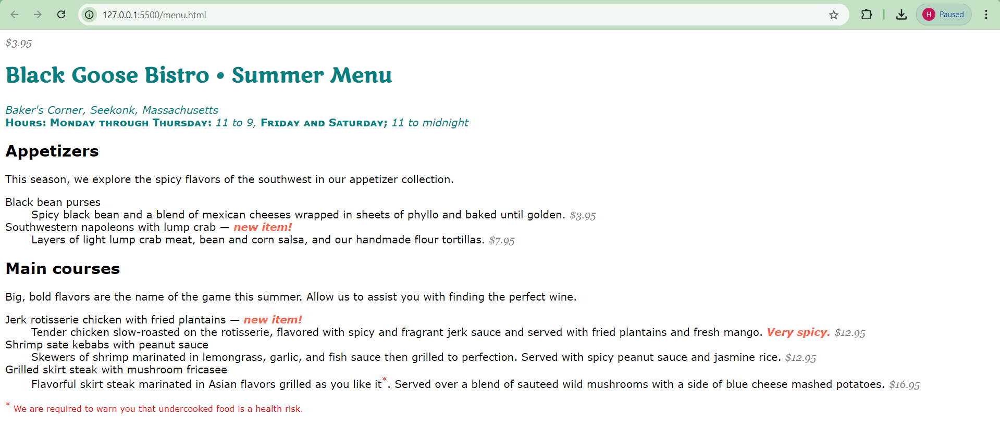 127.0.0.1:5500/menu.html
H Paused
$3.95
Black Goose Bistro • Summer Menu
Baker's Corner, Seekonk, Massachusetts
Hours: Monday through Thursday: 11 to 9, Friday and Saturday; 11 to midnight
Appetizers
This season, we explore the spicy flavors of the southwest in our appetizer collection.
Black bean purses
Spicy black bean and a blend of mexican cheeses wrapped in sheets of phyllo and baked until golden. $3.95
Southwestern napoleons with lump crab — new item!
Layers of light lump crab meat, bean and corn salsa, and our handmade flour tortillas. $7.95
Main courses
Big, bold flavors are the name of the game this summer. Allow us to assist you with finding the perfect wine.
Jerk rotisserie chicken with fried plantains — new item!
Tender chicken slow-roasted on the rotisserie, flavored with spicy and fragrant jerk sauce and served with fried plantains and fresh mango. Very spicy. $12.95
Shrimp sate kebabs with peanut sauce
Skewers of shrimp marinated in lemongrass, garlic, and fish sauce then grilled to perfection. Served with spicy peanut sauce and jasmine rice. $12.95
Grilled skirt steak with mushroom fricasee
Flavorful skirt steak marinated in Asian flavors grilled as you like it*. Served over a blend of sauteed wild mushrooms with a side of blue cheese mashed potatoes. $16.95
* We are required to warn you that undercooked food is a health risk.